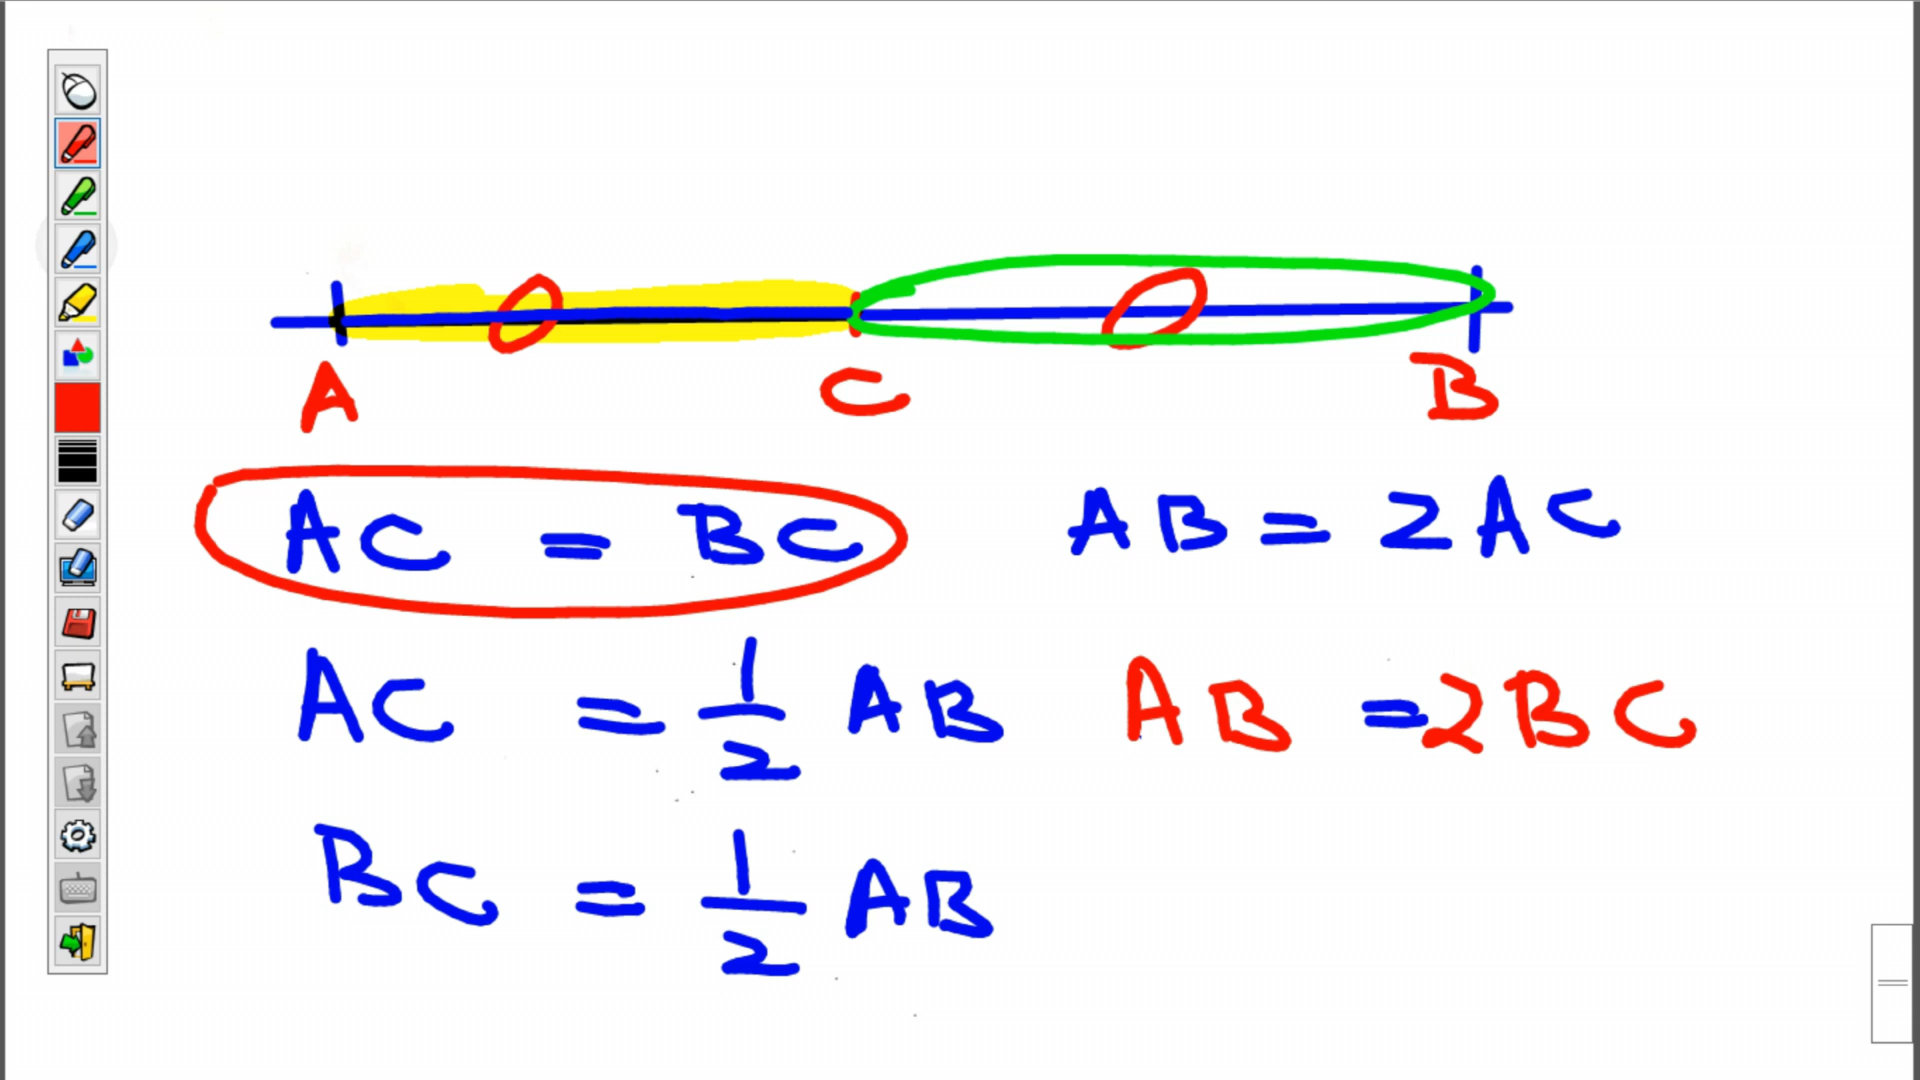 A C B
AC = BC
AB = 2AC
AC = 1/2 AB
AB = 2BC
BC = 1/2 AB